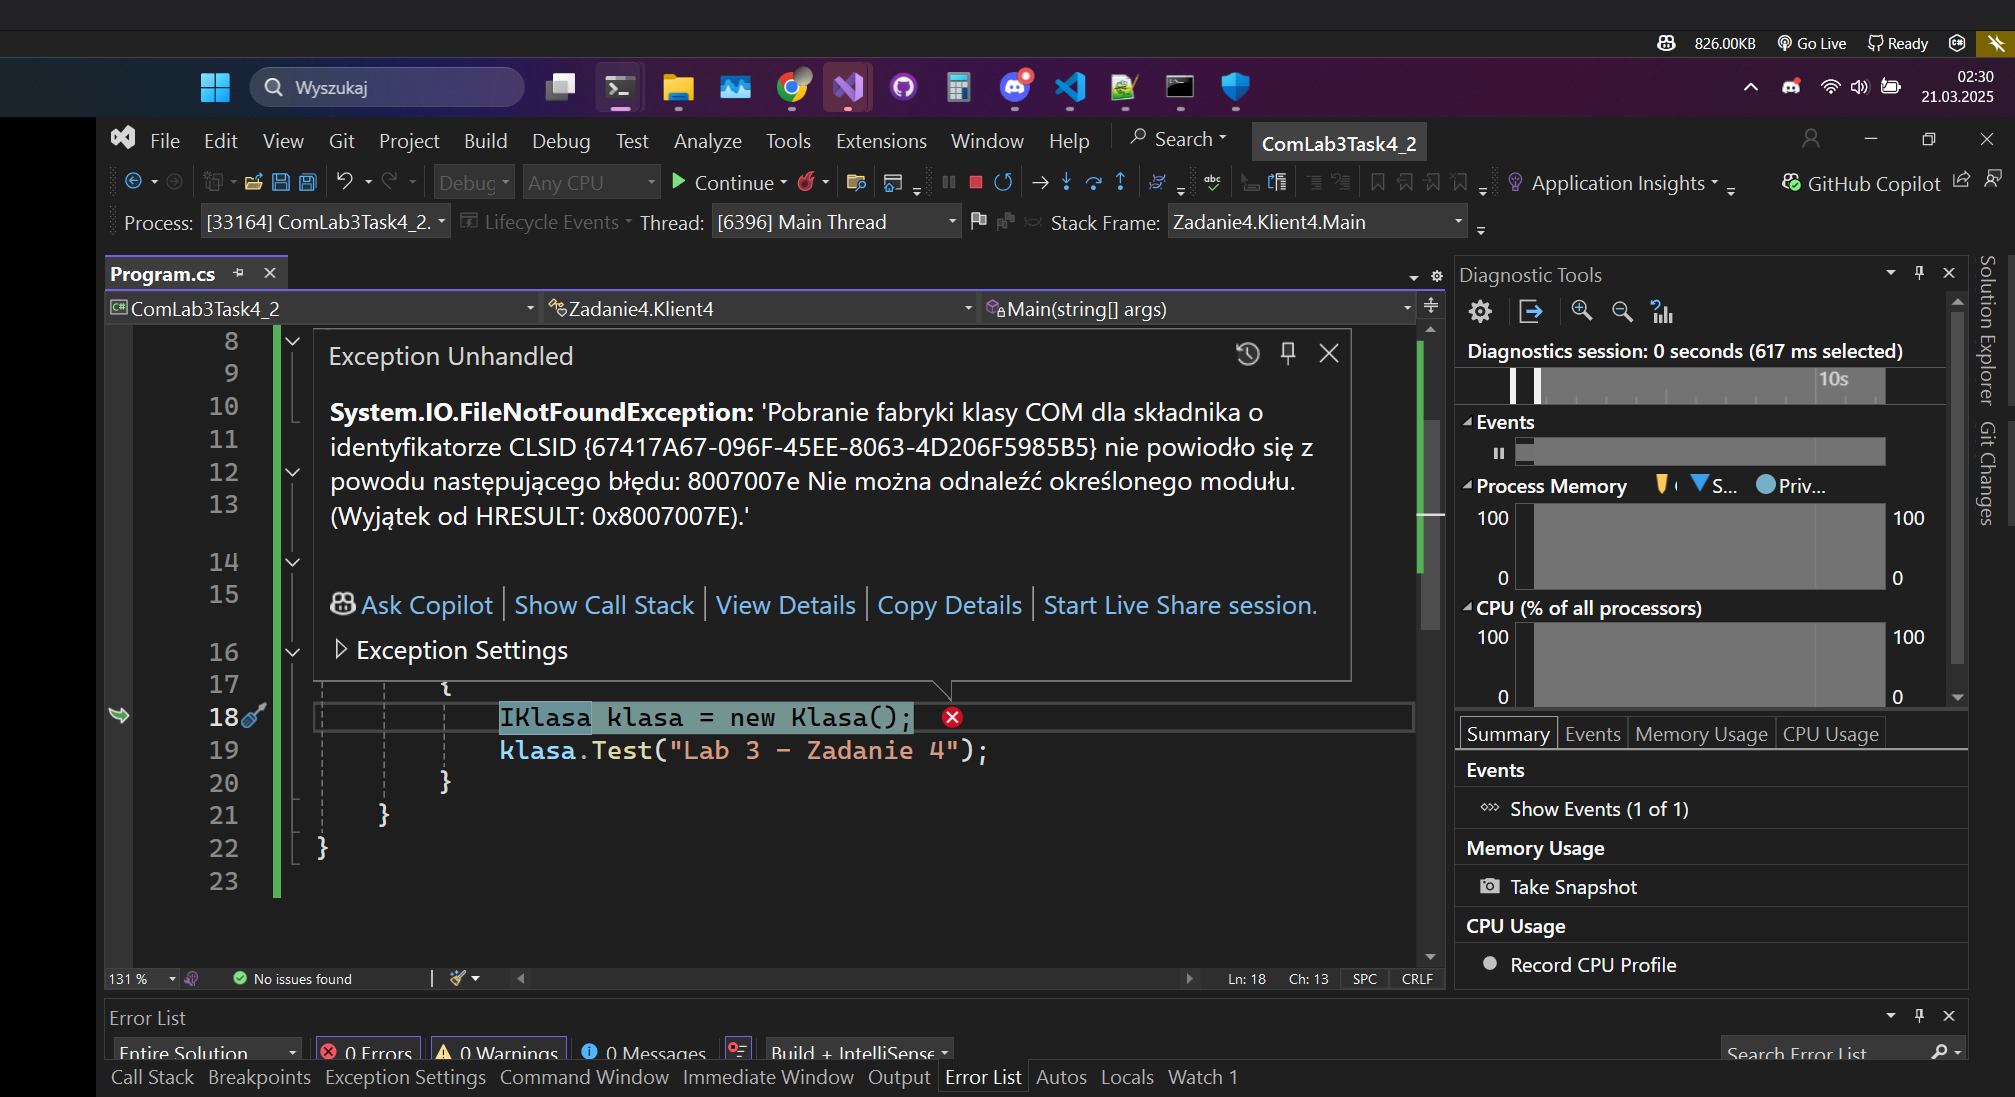 826.00KB Go Live Ready
Wyszukaj
02:30
21.03.2025
File Edit View Git Project Build Debug Test Analyze Tools Extensions Window Help Search ComLab3Task4_2
Debug Any CPU Continue Application Insights GitHub Copilot
Process: [33164] ComLab3Task4_2. Lifecycle Events Thread: [6396] Main Thread Stack Frame: Zadanie4.Klient4.Main
Program.cs
ComLab3Task4_2 Zadanie4.Klient4 Main(string[] args)
8
9
10
11
12
13
14
15
16
17
18
19
20
21
22
23
Exception Unhandled
System.IO.FileNotFoundException: 'Pobranie fabryki klasy COM dla składnika o
identyfikatorze CLSID {67417A67-096F-45EE-8063-4D206F5985B5} nie powiodło się z
powodu następującego błędu: 8007007e Nie można odnaleźć określonego modułu.
(Wyjątek od HRESULT: 0x8007007E).'
Ask Copilot Show Call Stack View Details Copy Details Start Live Share session.
Exception Settings
{
IKlasa klasa = new Klasa();
klasa.Test("Lab 3 - Zadanie 4");
}
}
}
131 % No issues found Ln: 18 Ch: 13 SPC CRLF
Diagnostic Tools
Diagnostics session: 0 seconds (617 ms selected)
10s
Events
Process Memory S... Priv...
100 100
0 0
CPU (% of all processors)
100 100
0 0
Summary Events Memory Usage CPU Usage
Events
Show Events (1 of 1)
Memory Usage
Take Snapshot
CPU Usage
Record CPU Profile
Solution Explorer
Git Changes
Error List
Entire Solution 0 Errors 0 Warnings 0 Messages Build + IntelliSense Search Error List
Call Stack Breakpoints Exception Settings Command Window Immediate Window Output Error List Autos Locals Watch 1